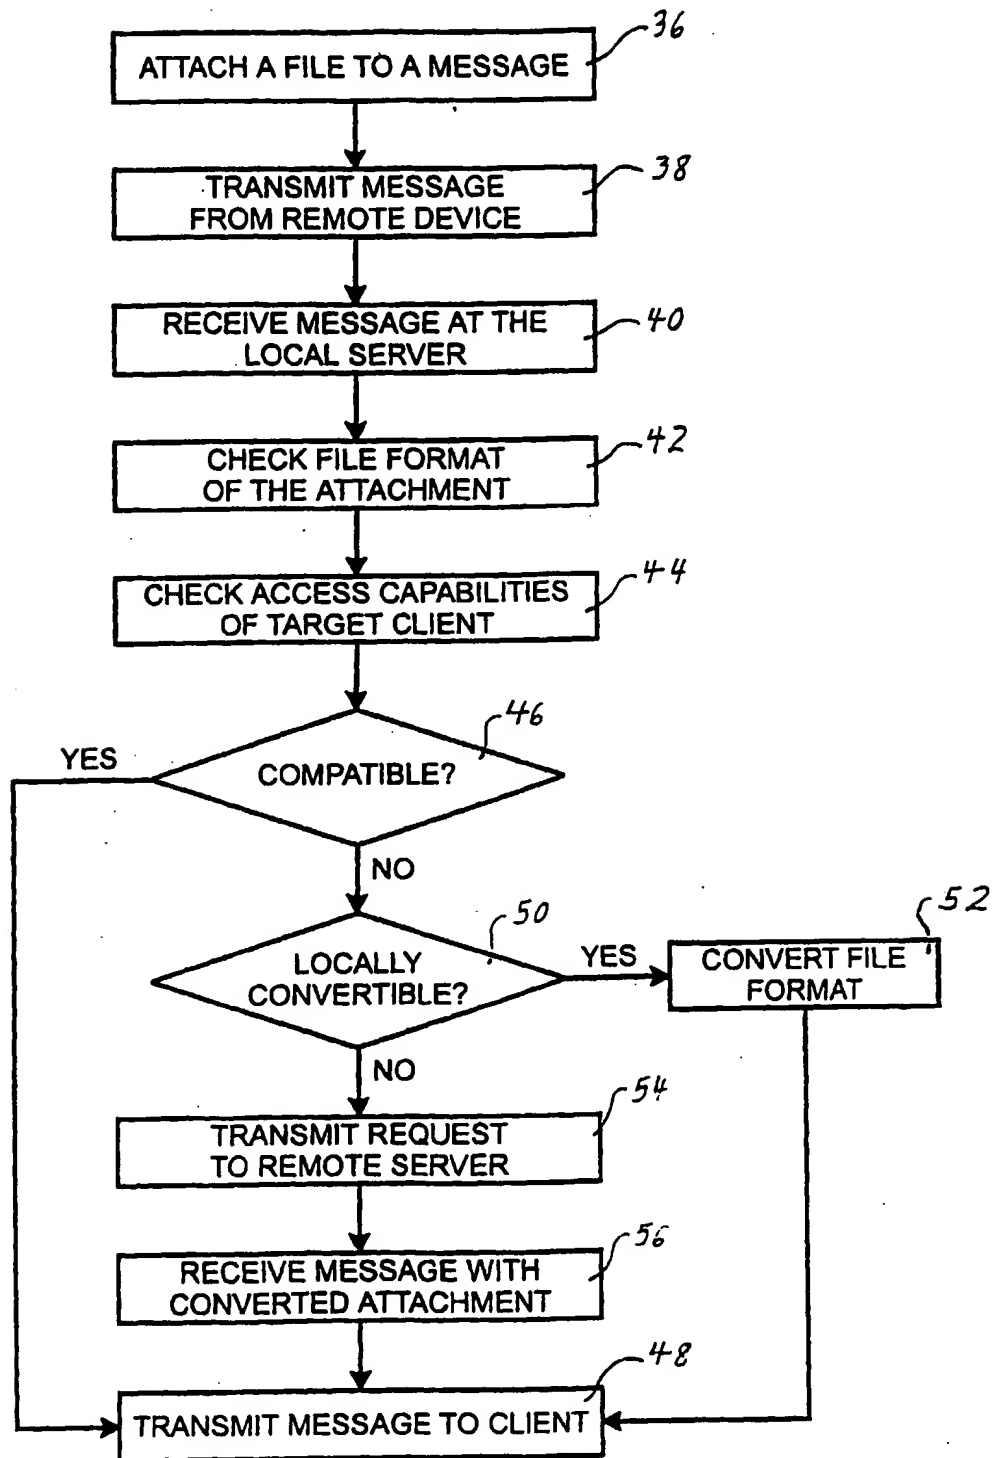 36
ATTACH A FILE TO A MESSAGE
38
TRANSMIT MESSAGE
FROM REMOTE DEVICE
40
RECEIVE MESSAGE AT THE
LOCAL SERVER
42
CHECK FILE FORMAT
OF THE ATTACHMENT
44
CHECK ACCESS CAPABILITIES
OF TARGET CLIENT
46
YES
COMPATIBLE?
NO
50
52
LOCALLY
CONVERTIBLE?
YES
CONVERT FILE
FORMAT
NO
54
TRANSMIT REQUEST
TO REMOTE SERVER
56
RECEIVE MESSAGE WITH
CONVERTED ATTACHMENT
48
TRANSMIT MESSAGE TO CLIENT